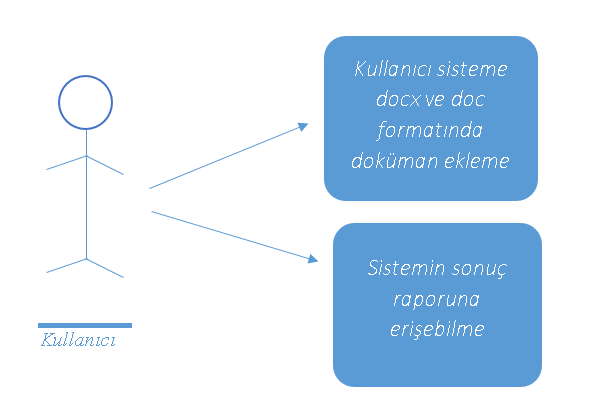 Kullanıcı sisteme
docx ve doc
formatında
doküman ekleme
Sistemin sonuç
raporuna
erişebilme
Kullanıcı